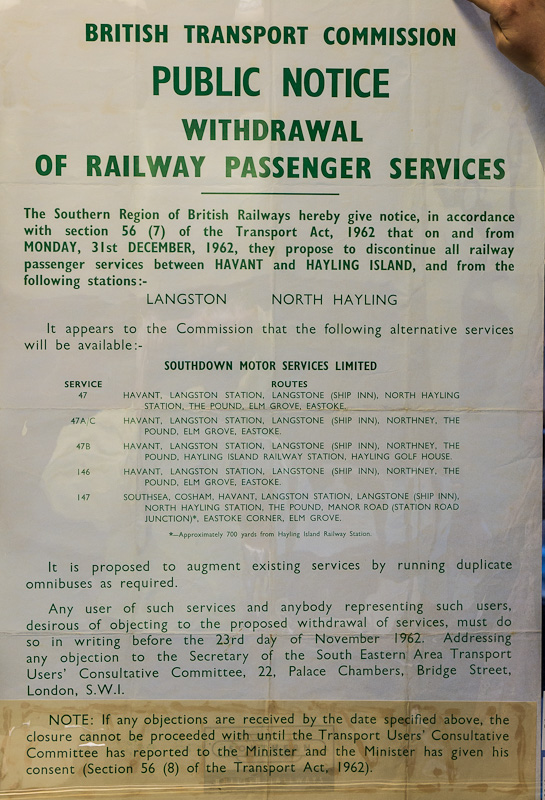 BRITISH TRANSPORT COMMISSION
PUBLIC NOTICE
WITHDRAWAL
OF RAILWAY PASSENGER SERVICES
The Southern Region of British Railways hereby give notice, in accordance
with section 56 (7) of the Transport Act, 1962 that on and from
MONDAY, 31st DECEMBER, 1962, they propose to discontinue all railway
passenger services between HAVANT and HAYLING ISLAND, and from the
following stations:-
LANGSTON NORTH HAYLING
It appears to the Commission that the following alternative services
will be available:-
SOUTHDOWN MOTOR SERVICES LIMITED
SERVICE ROUTES
47 HAVANT, LANGSTON STATION, LANGSTONE (SHIP INN), NORTH HAYLING
STATION, THE POUND, ELM GROVE, EASTOKE.
47A/C HAVANT, LANGSTON STATION, LANGSTONE (SHIP INN), NORTHNEY, THE
POUND, ELM GROVE, EASTOKE.
47B HAVANT, LANGSTON STATION, LANGSTONE (SHIP INN), NORTHNEY, THE
POUND, HAYLING ISLAND RAILWAY STATION, HAYLING GOLF HOUSE.
146 HAVANT, LANGSTON STATION, LANGSTONE (SHIP INN), NORTHNEY, THE
POUND, ELM GROVE, EASTOKE.
147 SOUTHSEA, COSHAM, HAVANT, LANGSTON STATION, LANGSTONE (SHIP INN),
NORTH HAYLING STATION, THE POUND, MANOR ROAD (STATION ROAD
JUNCTION)*, EASTOKE CORNER, ELM GROVE.
*—Approximately 700 yards from Hayling Island Railway Station.
It is proposed to augment existing services by running duplicate
omnibuses as required.
Any user of such services and anybody representing such users,
desirous of objecting to the proposed withdrawal of services, must do
so in writing before the 23rd day of November 1962. Addressing
any objection to the Secretary of the South Eastern Area Transport
Users' Consultative Committee, 22, Palace Chambers, Bridge Street,
London, S.W.I.
NOTE: If any objections are received by the date specified above, the
closure cannot be proceeded with until the Transport Users' Consultative
Committee has reported to the Minister and the Minister has given his
consent (Section 56 (8) of the Transport Act, 1962).